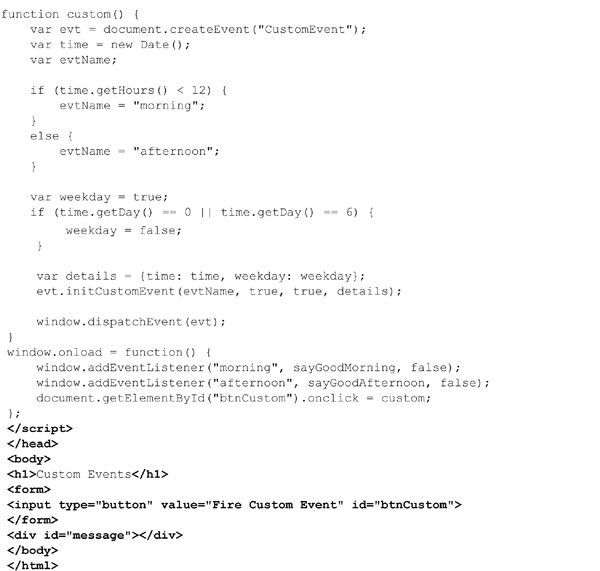 function custom() {
var evt = document.createEvent("CustomEvent");
var time = new Date();
var evtName;
if (time.getHours() < 12) {
evtName = "morning";
}
else {
evtName = "afternoon";
}
var weekday = true;
if (time.getDay() == 0 || time.getDay() == 6) {
weekday = false;
}
var details = {time: time, weekday: weekday};
evt.initCustomEvent(evtName, true, true, details);
window.dispatchEvent(evt);
}
window.onload = function() {
window.addEventListener("morning", sayGoodMorning, false);
window.addEventListener("afternoon", sayGoodAfternoon, false);
document.getElementById("btnCustom").onclick = custom;
};
</script>
</head>
<body>
<h1>Custom Events</h1>
<form>
<input type="button" value="Fire Custom Event" id="btnCustom">
</form>
<div id="message"></div>
</body>
</html>